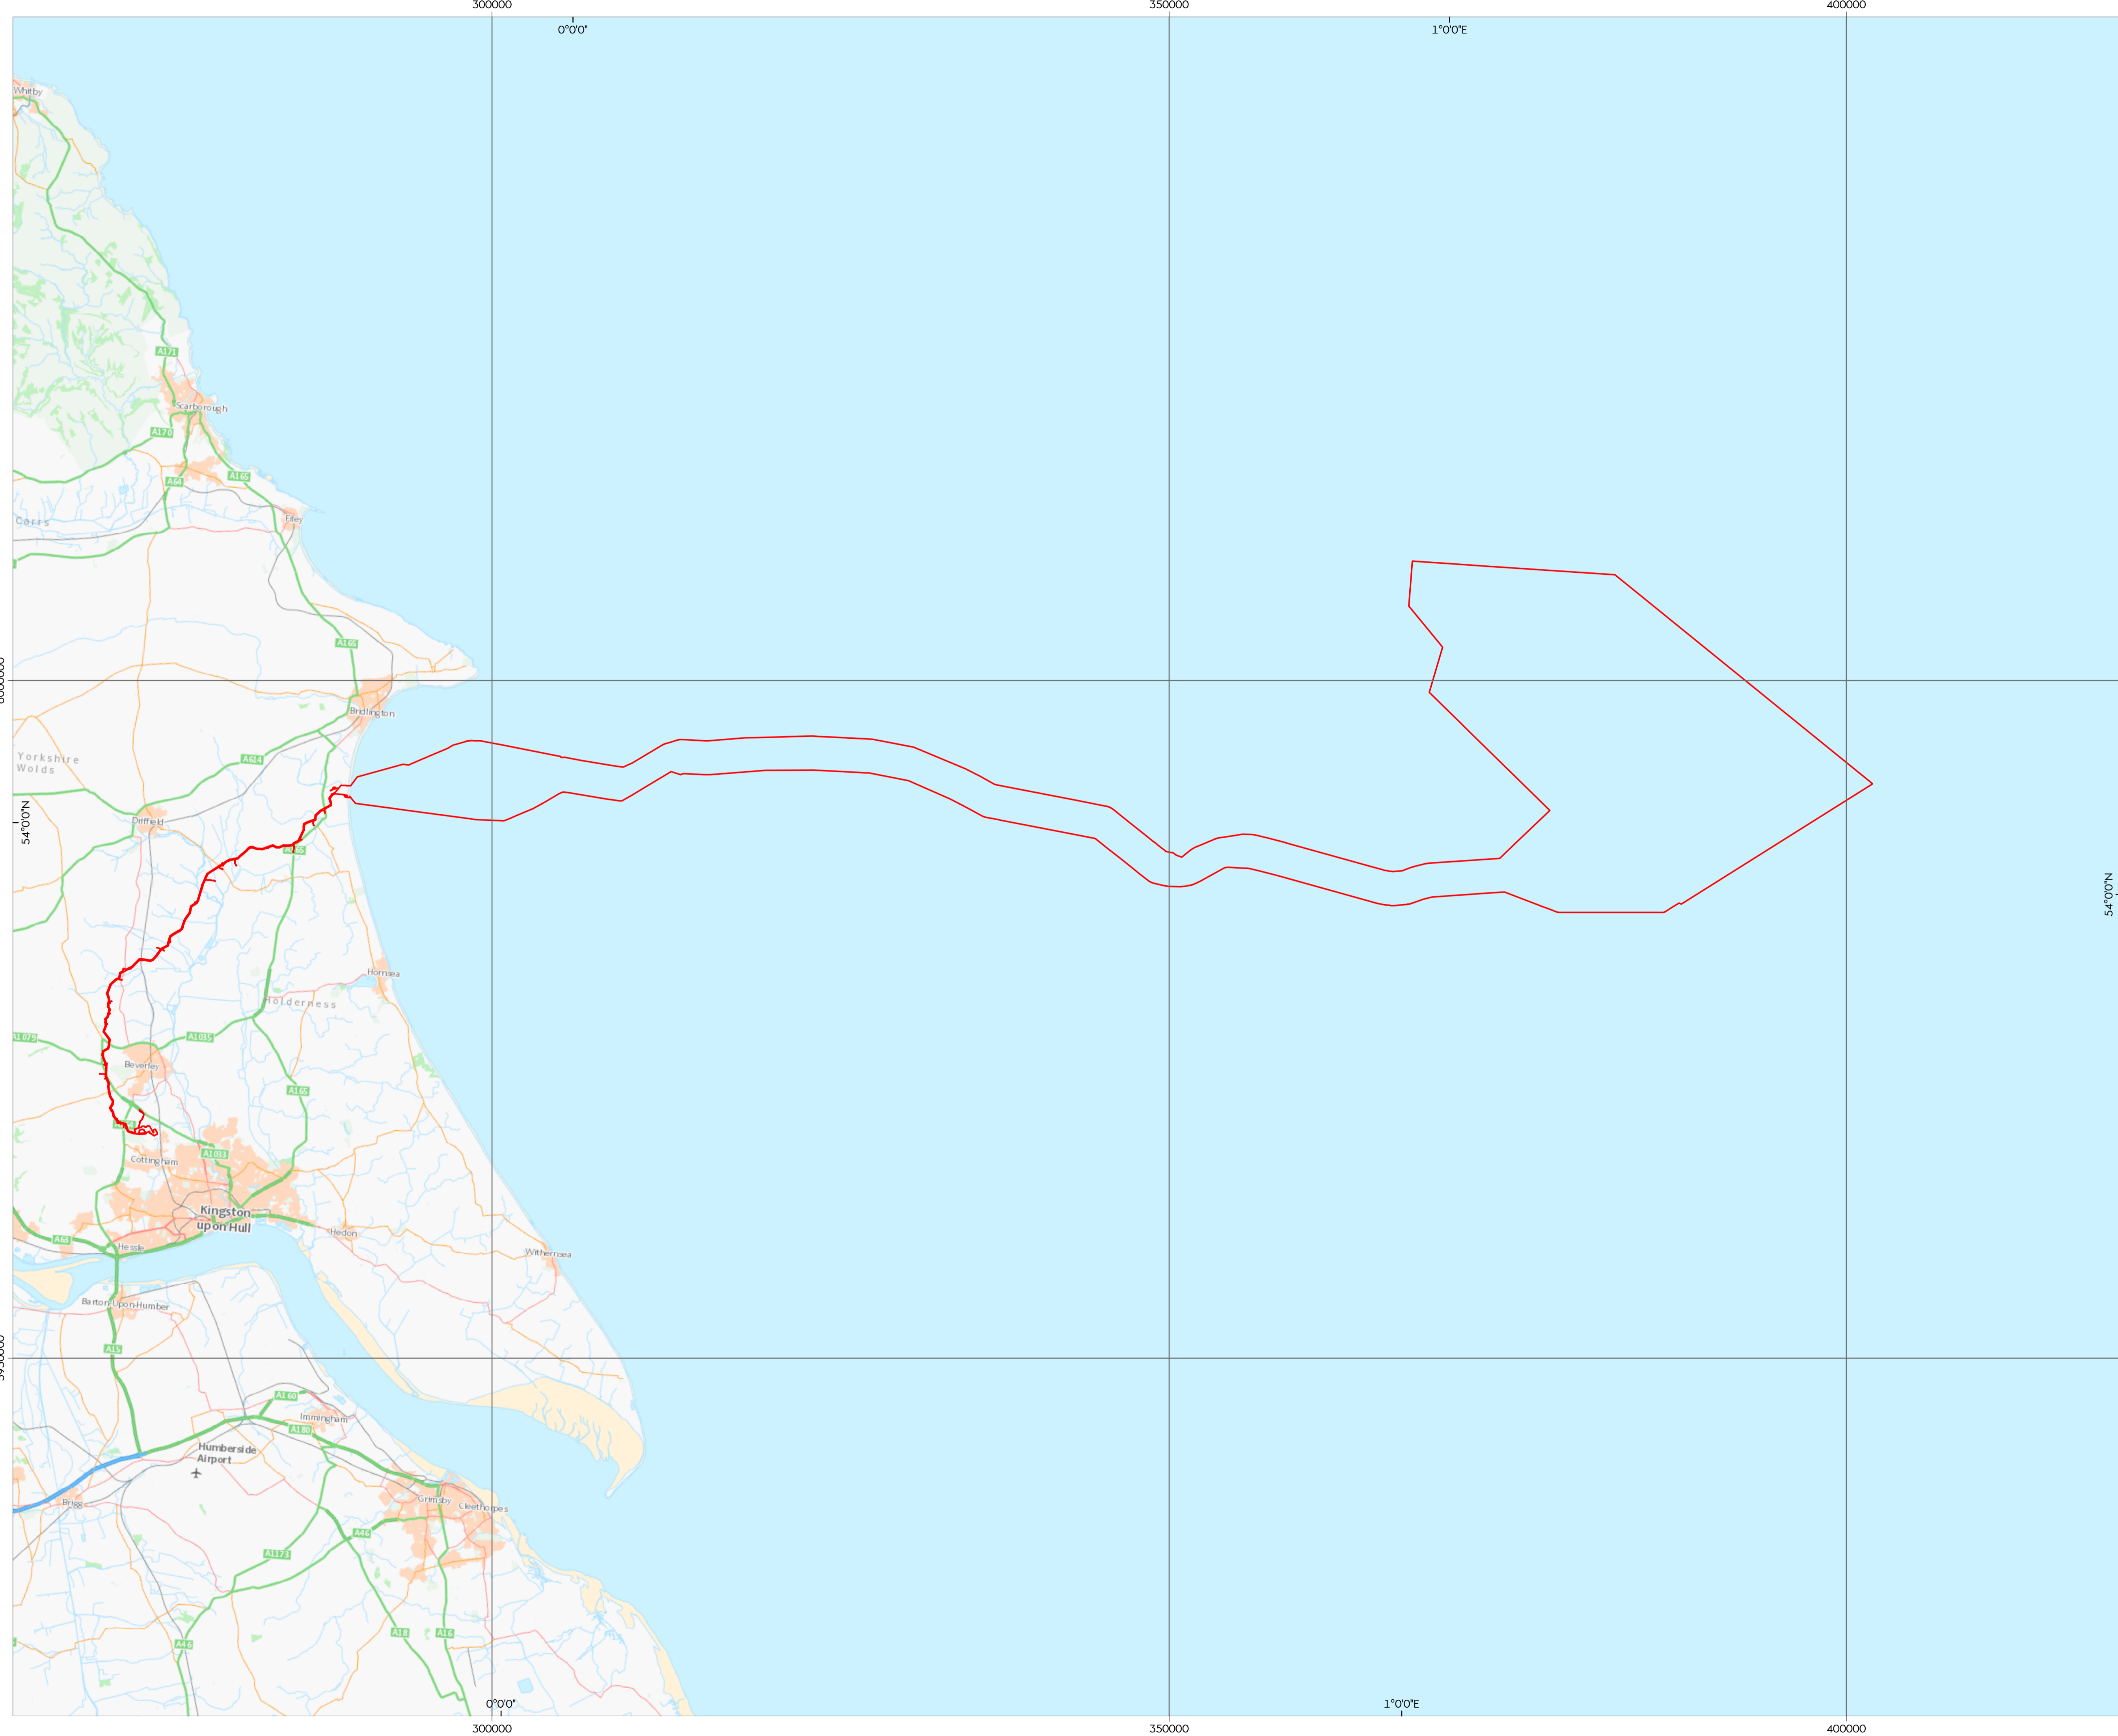 300000
350000
400000
0°0'0"
1°0'0"E
Whitby
A171
Scarborough
A170
A165
A64
Filey
Carrs
A165
Bridlington
Yorkshire
Wolds
A614
54°0'0"N
Driffield
54°0'0"N
Hornsea
Holderness
A1079
A1035
Beverley
A165
A1033
Cottingham
Kingston
upon Hull
A63
Hessle
Hedon
Withernsea
Barton-Upon-Humber
A15
A160
Immingham
A180
Humberside
Airport
Brigg
Grimsby
Cleethorpes
A46
A1173
A18
A16
A46
0°0'0"
1°0'0"E
300000
350000
400000